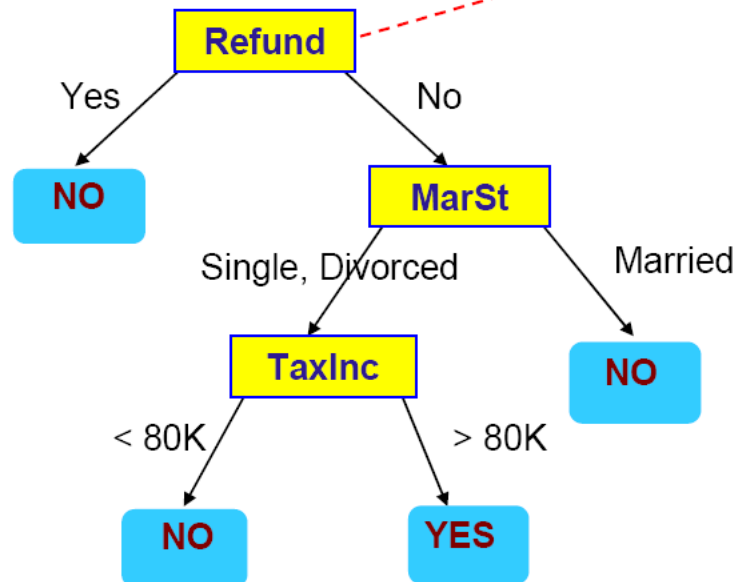 Refund
Yes
No
NO
MarSt
Single, Divorced
Married
TaxInc
NO
< 80K
> 80K
NO
YES